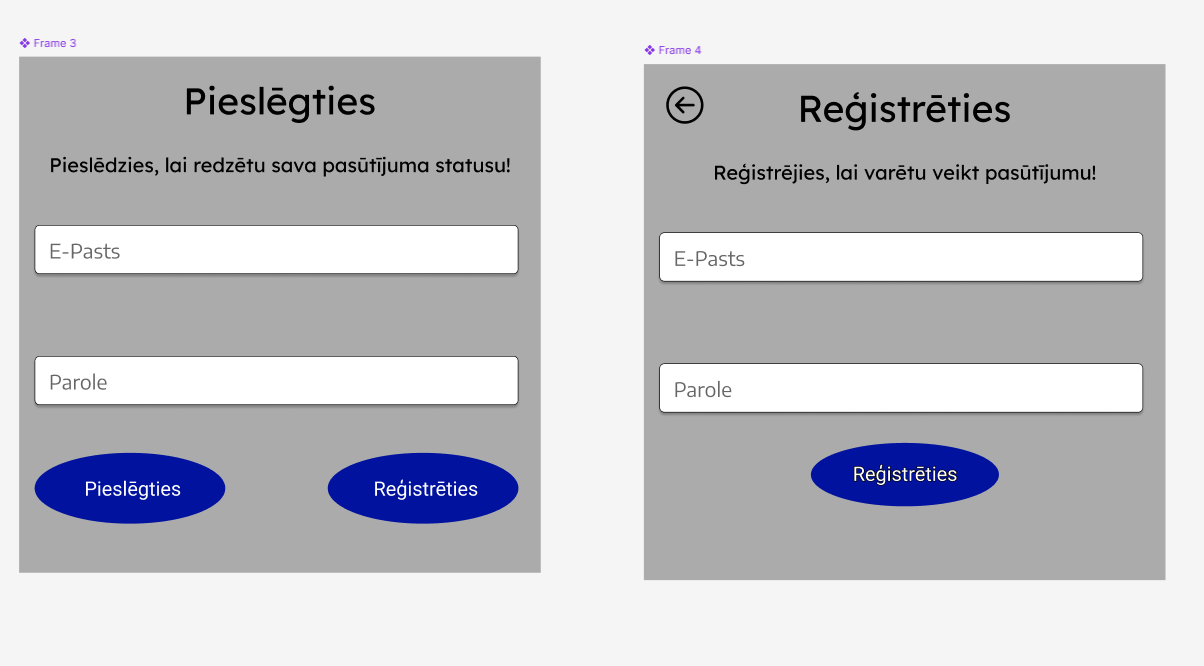 Frame 3
Pieslēgties
Pieslēdzies, lai redzētu sava pasūtījuma statusu!
E-Pasts
Parole
Pieslēgties
Reģistrēties
Frame 4
Reģistrēties
Reģistrējies, lai varētu veikt pasūtījumu!
E-Pasts
Parole
Reģistrēties